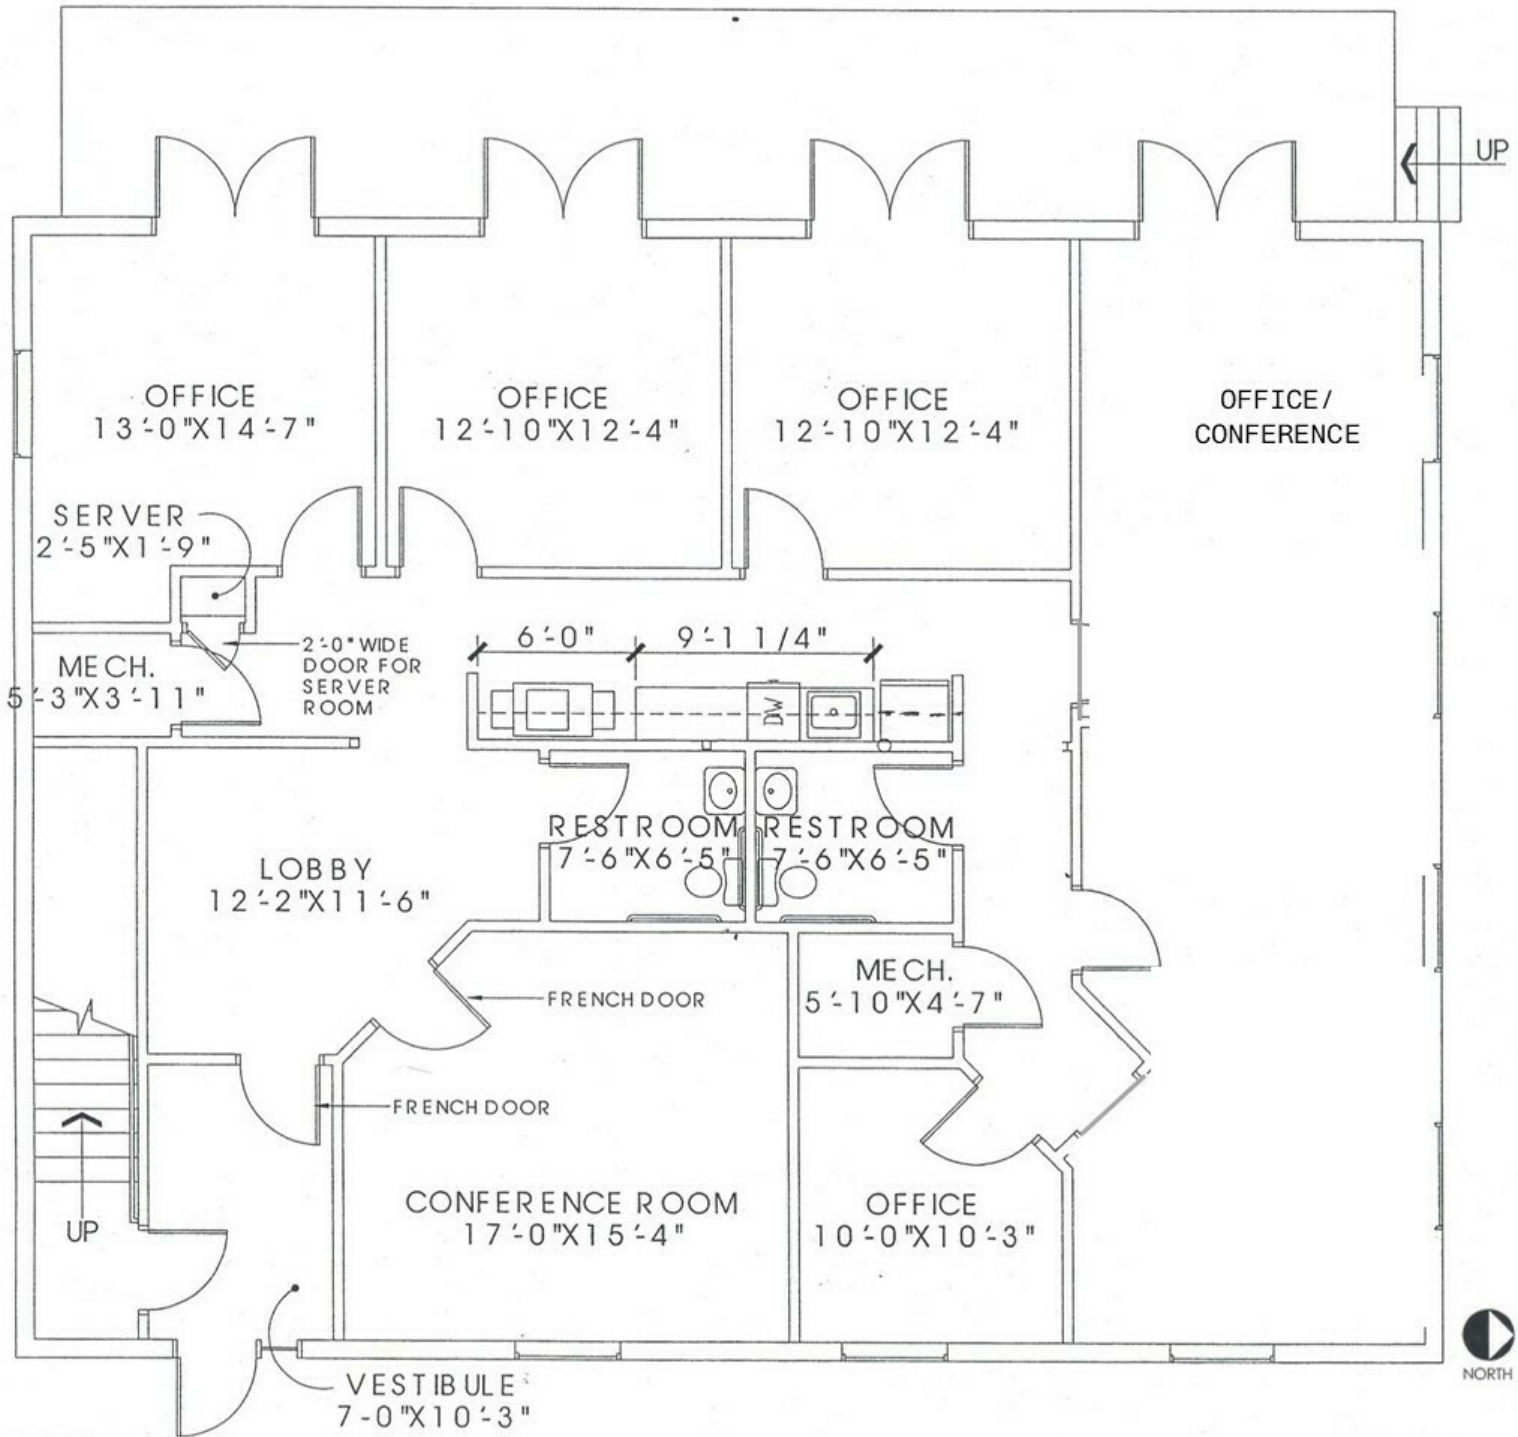 UP
OFFICE
13'-0"X14'-7"
OFFICE
12'-10"X12'-4"
OFFICE
12'-10"X12'-4"
OFFICE/
CONFERENCE
SERVER
2'-5"X1'-9"
2'-0" WIDE
DOOR FOR
SERVER
ROOM
6'-0"
9'-1 1/4"
MECH.
5'-3"X3'-11"
DW
RESTROOM
7'-6"X6'-5"
RESTROOM
7'-6"X6'-5"
LOBBY
12'-2"X11'-6"
MECH.
5'-10"X4'-7"
FRENCH DOOR
FRENCH DOOR
CONFERENCE ROOM
17'-0"X15'-4"
OFFICE
10'-0"X10'-3"
UP
VESTIBULE
7-0"X10'-3"
NORTH